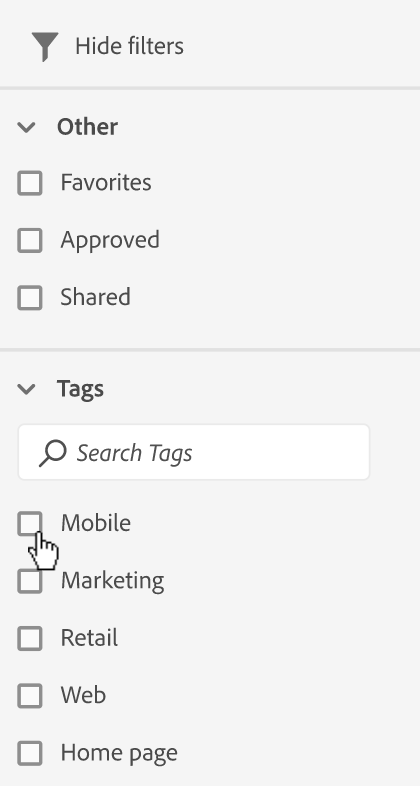 Hide filters
Other
Favorites
Approved
Shared
Tags
Search Tags
Mobile
Marketing
Retail
Web
Home page